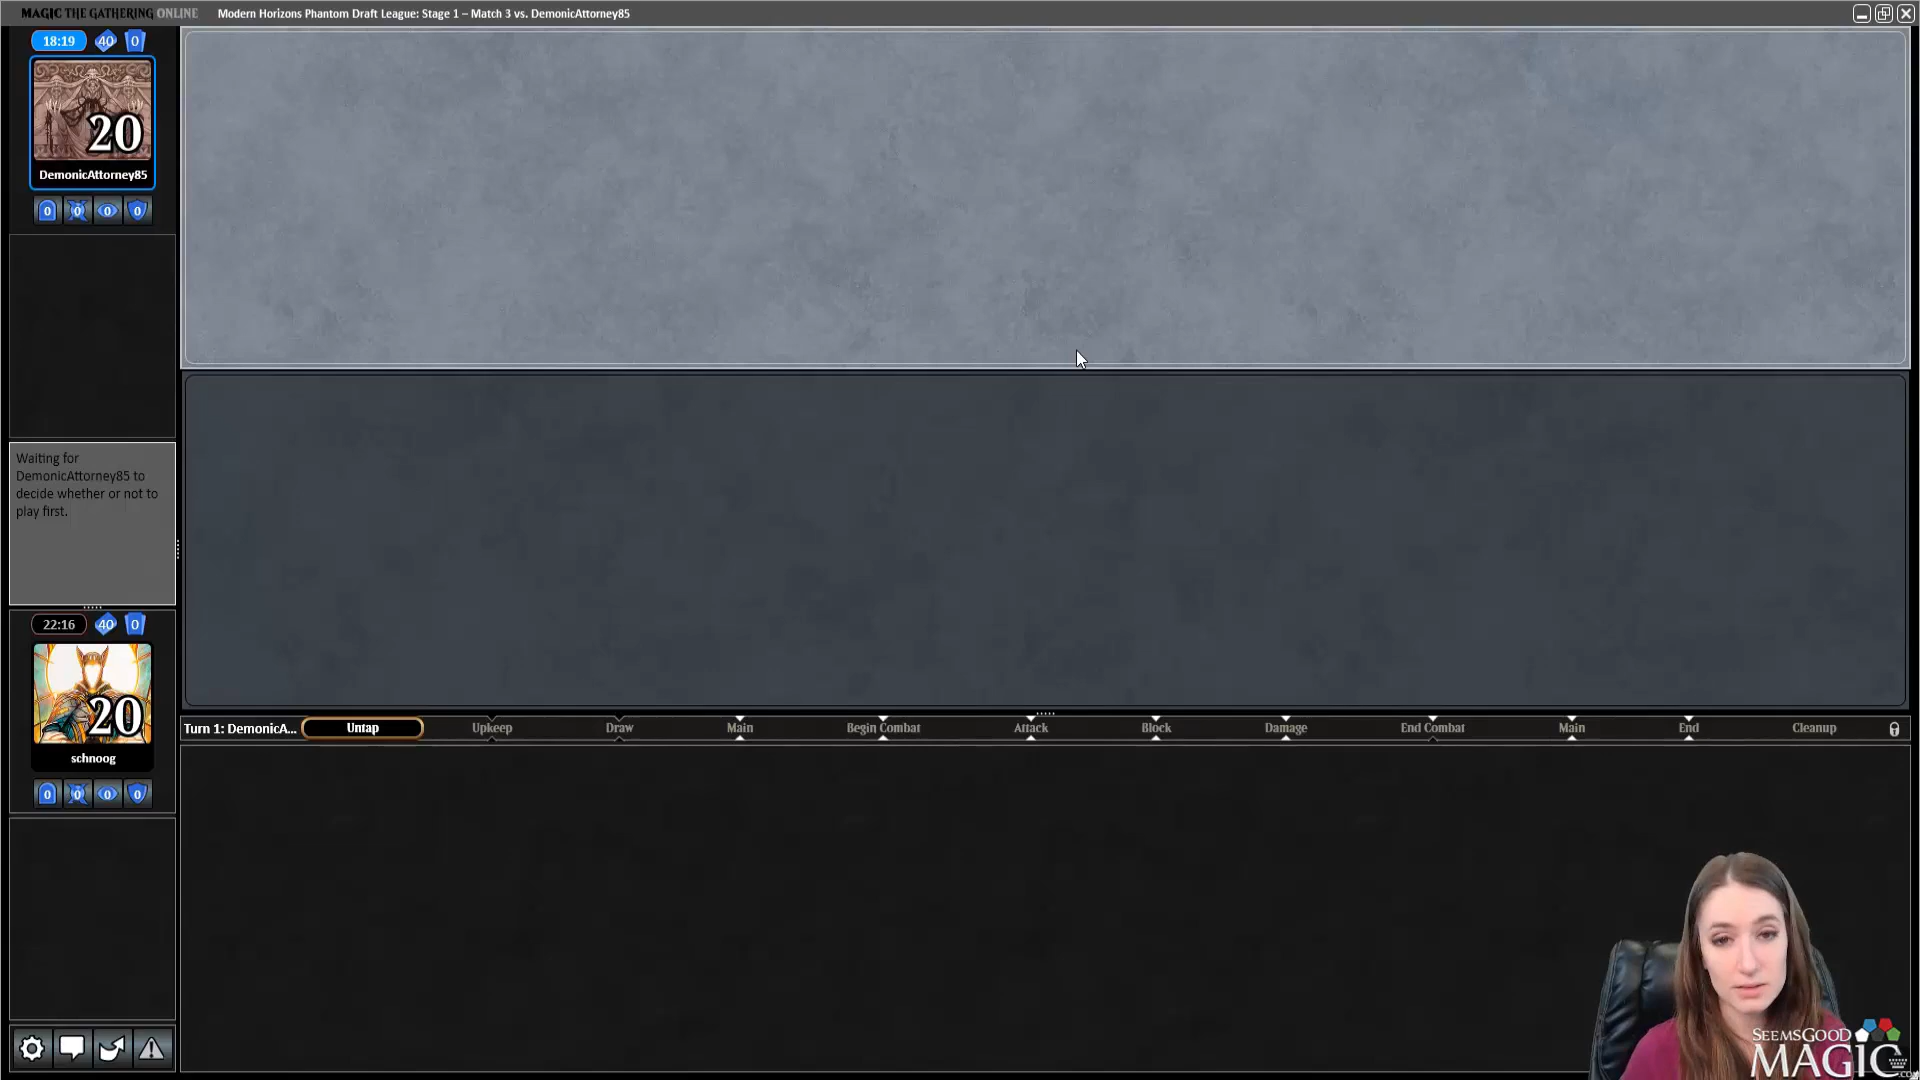 MAGIC THE GATHERING ONLINE
Modern Horizons Phantom Draft League: Stage 1 – Match 3 vs. DemonicAttorney85
18:19 40 0
20
DemonicAttorney85
0 0 0 0
Waiting for
DemonicAttorney85 to
decide whether or not to
play first.
22:16 40 0
20
schnoog
0 0 0 0
Turn 1: DemonicA... Untap Upkeep Draw Main Begin Combat Attack Block Damage End Combat Main End Cleanup
SEEMSGOOD
MAGIC